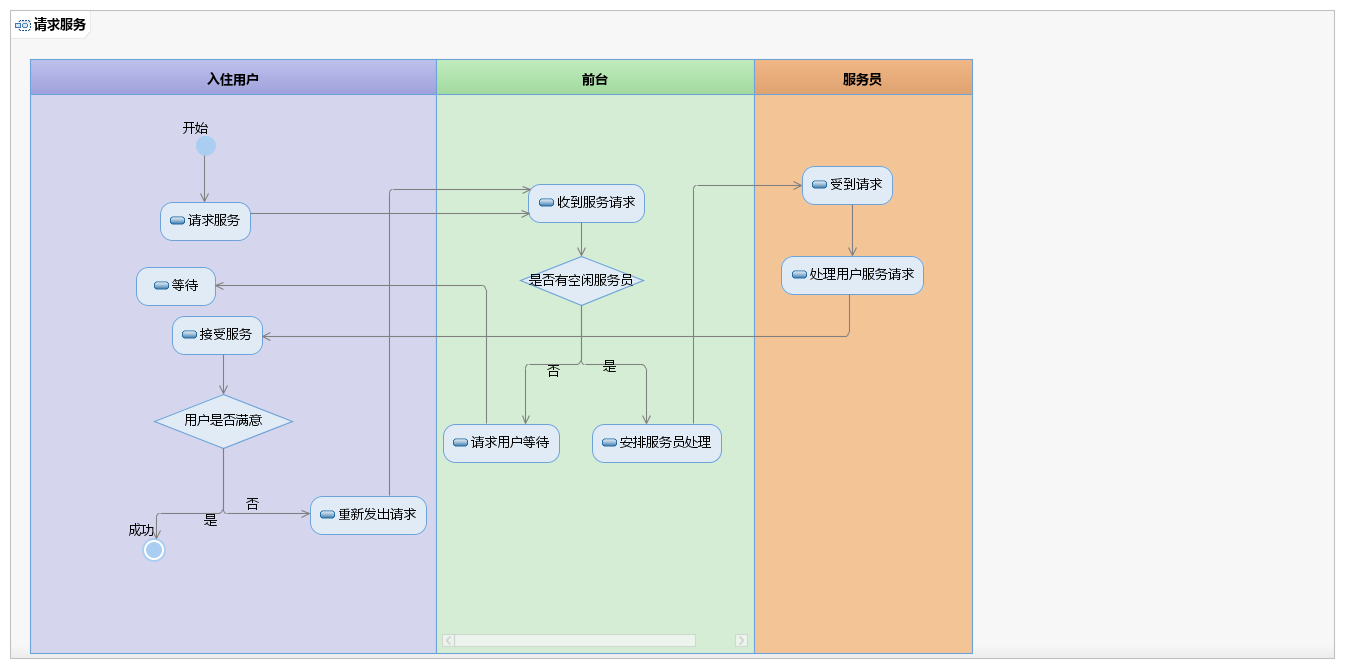 请求服务
入住用户
前台
服务员
开始
请求服务
收到服务请求
受到请求
等待
是否有空闲服务员
处理用户服务请求
接受服务
否
是
用户是否满意
请求用户等待
安排服务员处理
否
是
重新发出请求
成功